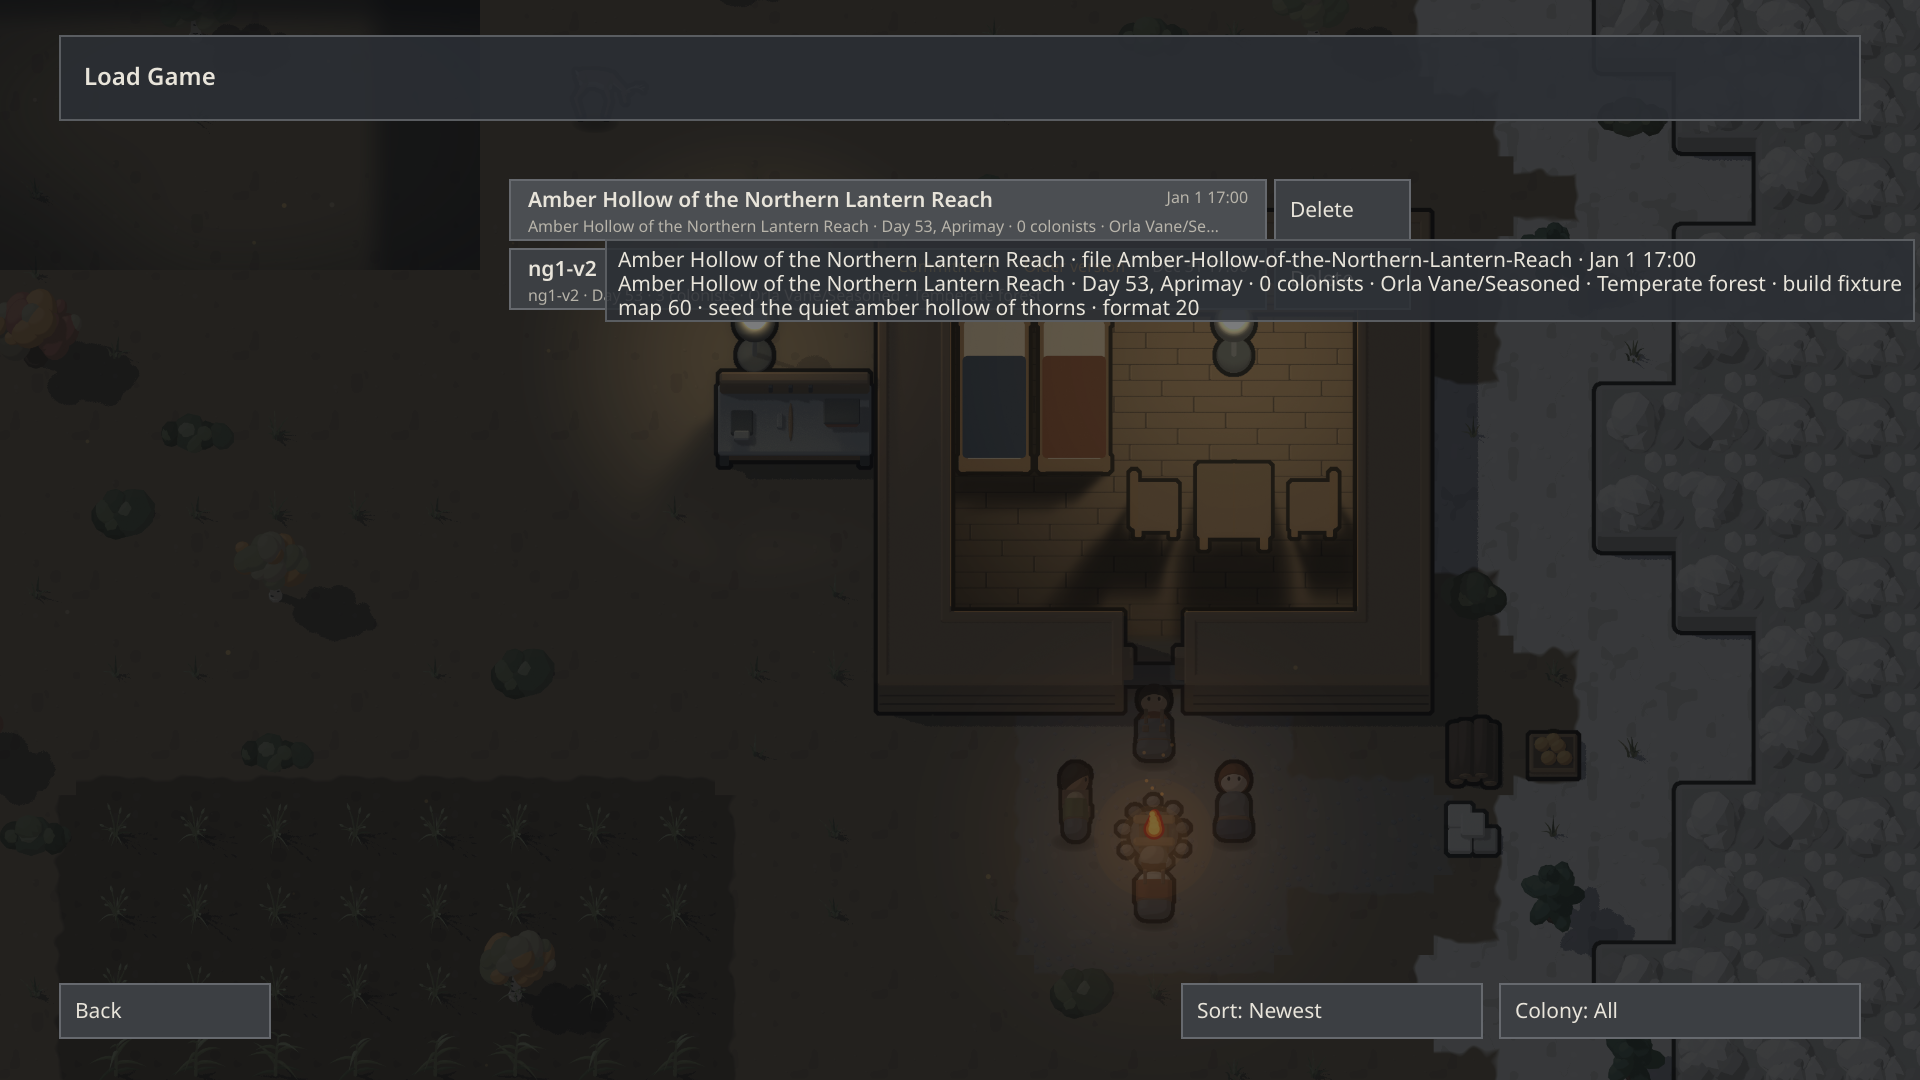 Load Game
Amber Hollow of the Northern Lantern Reach
Jan 1 17:00
Delete
Amber Hollow of the Northern Lantern Reach · Day 53, Aprimay · 0 colonists · Orla Vane/Se...
ng1-v2
ng1-v2 · Da
Amber Hollow of the Northern Lantern Reach · file Amber-Hollow-of-the-Northern-Lantern-Reach · Jan 1 17:00
Amber Hollow of the Northern Lantern Reach · Day 53, Aprimay · 0 colonists · Orla Vane/Seasoned · Temperate forest · build fixture
map 60 · seed the quiet amber hollow of thorns · format 20
Back
Sort: Newest
Colony: All